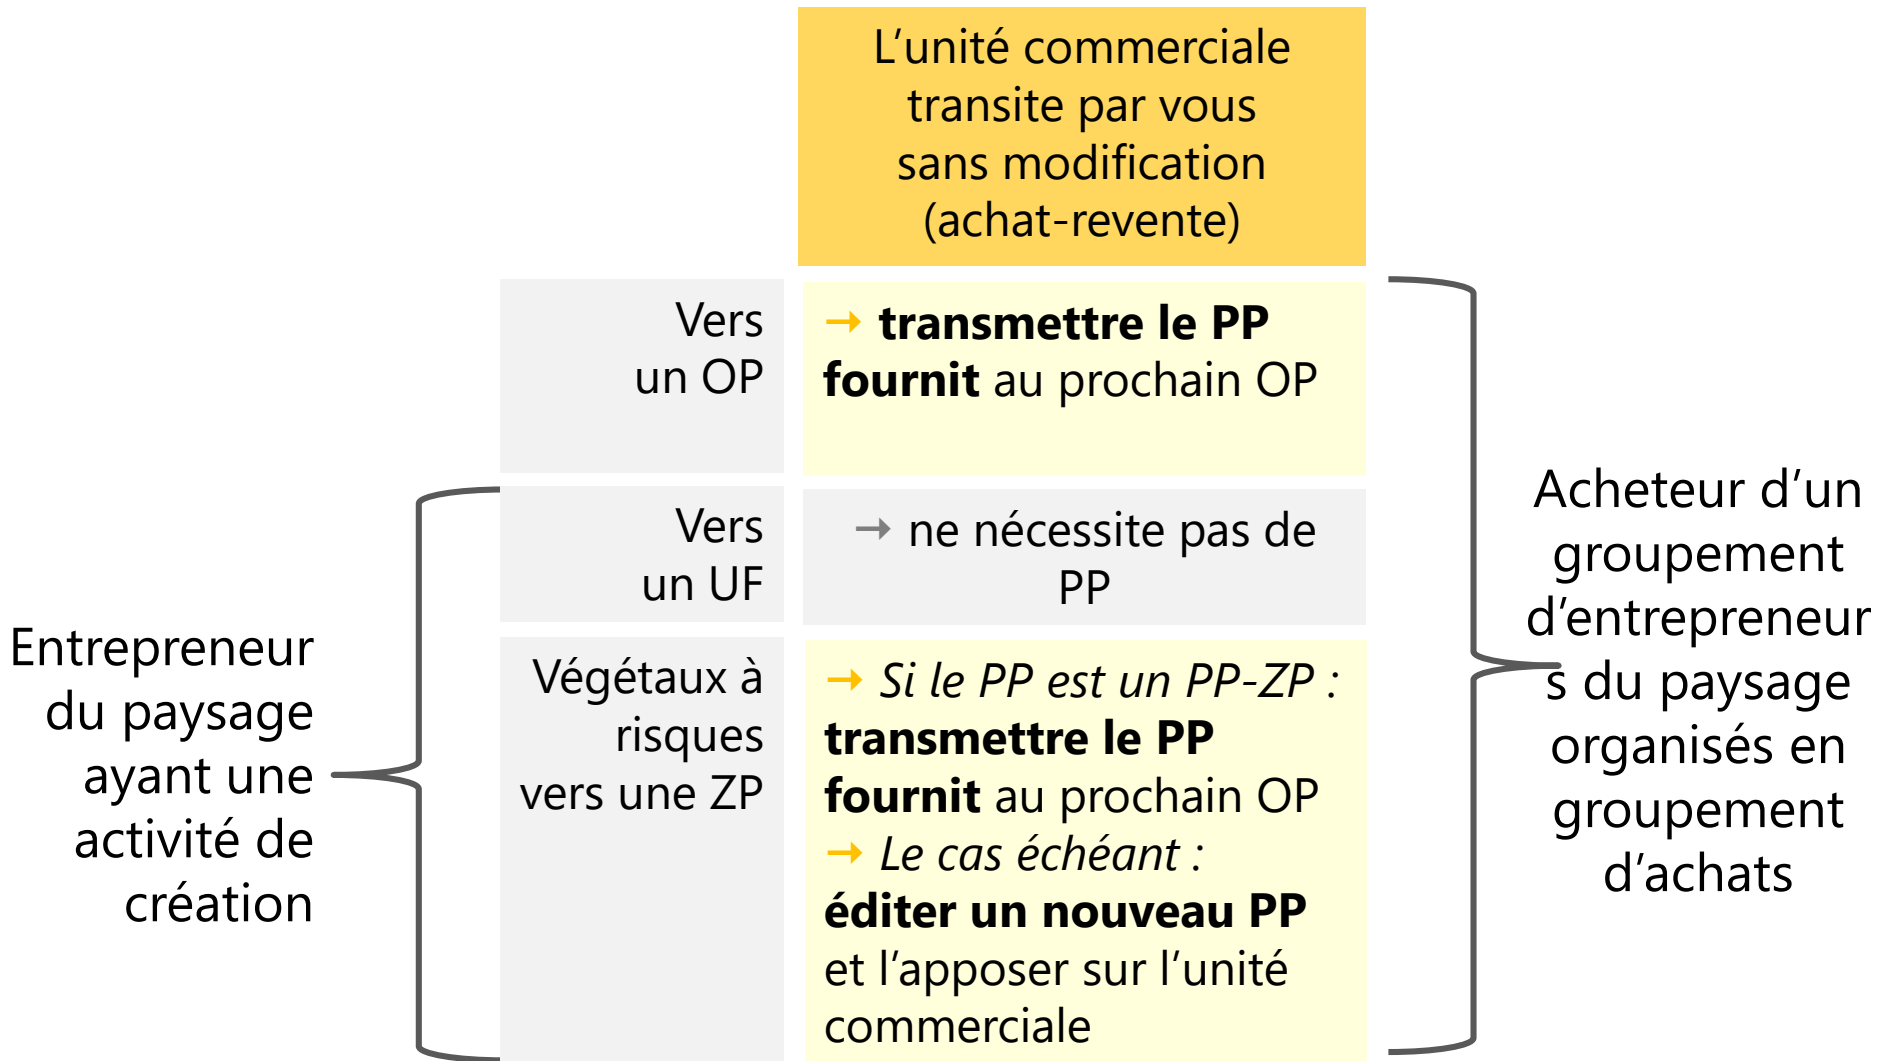 L’unité commerciale
transite par vous
sans modification
(achat-revente)
Vers
un OP
→ transmettre le PP
fournit au prochain OP
Vers
un UF
→ ne nécessite pas de
PP
Végétaux à
risques
vers une ZP
→ Si le PP est un PP-ZP :
transmettre le PP
fournit au prochain OP
→ Le cas échéant :
éditer un nouveau PP
et l’apposer sur l’unité
commerciale
Entrepreneur
du paysage
ayant une
activité de
création
Acheteur d’un
groupement
d’entrepreneur
s du paysage
organisés en
groupement
d’achats